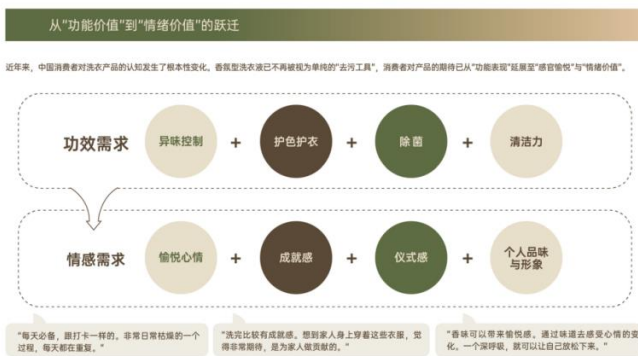 从“功能价值”到“情绪价值”的跃迁
近年来，中国消费者对洗衣产品的认知发生了根本性变化。香氛型洗衣液已不再被视为单纯的“去污工具”，消费者对产品的期待已从“功能表现”延展至“感官愉悦”与“情绪价值”。
功效需求 异味控制 + 护色护衣 + 除菌 + 清洁力
情感需求 愉悦心情 + 成就感 + 仪式感 + 个人品味
与形象
“每天必备，跟打卡一样的。非常日常枯燥的一个
过程，每天都在重复。”
“洗完比较有成就感。想到家人身上穿着这些衣服，觉
得非常期待，是为家人做贡献的。”
“香味可以带来愉悦感，通过味道去感受心情的变
化。一个深呼吸，就可以让自己放松下来。”